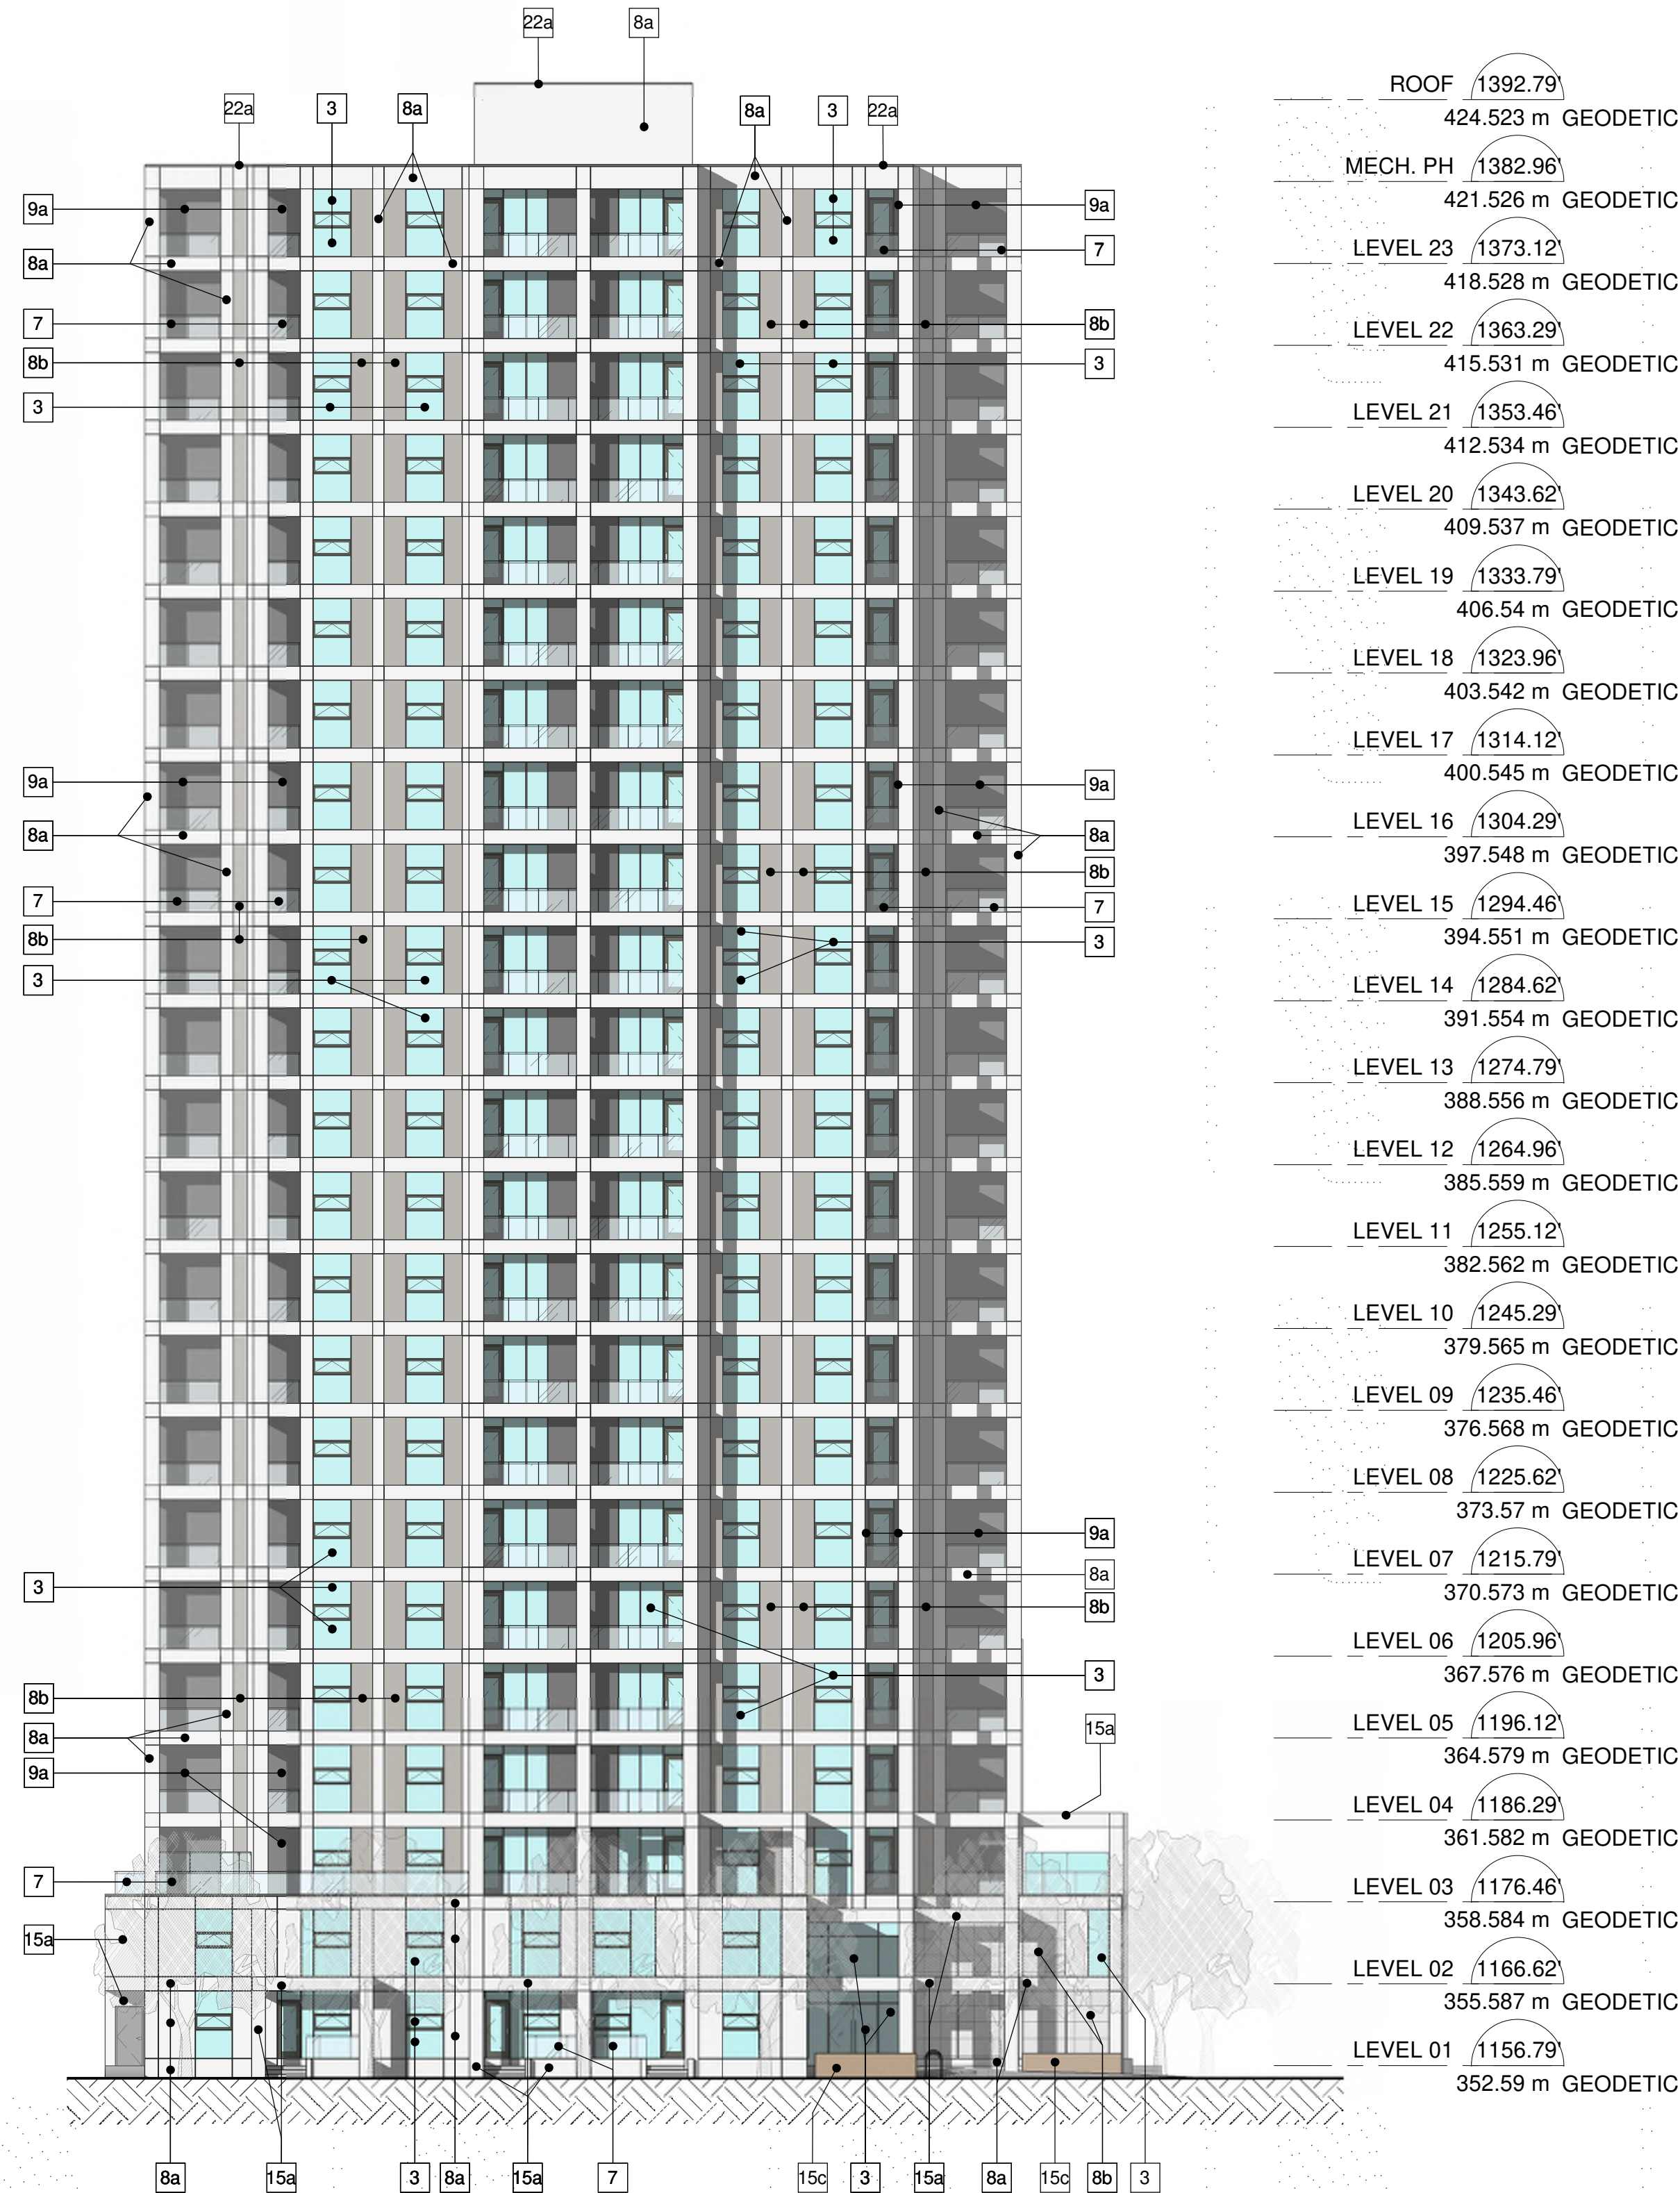 22a 8a
22a 3 8a 8a 3 22a
ROOF 1392.79'
424.523 m GEODETIC
MECH. PH 1382.96'
421.526 m GEODETIC
9a 9a
LEVEL 23 1373.12'
418.528 m GEODETIC
8a 7
LEVEL 22 1363.29'
415.531 m GEODETIC
7 8b
8b 3
3
LEVEL 21 1353.46'
412.534 m GEODETIC
LEVEL 20 1343.62'
409.537 m GEODETIC
LEVEL 19 1333.79'
406.54 m GEODETIC
LEVEL 18 1323.96'
403.542 m GEODETIC
LEVEL 17 1314.12'
400.545 m GEODETIC
9a 9a
LEVEL 16 1304.29'
397.548 m GEODETIC
8a 8a
8b
LEVEL 15 1294.46'
394.551 m GEODETIC
7 7
8b 3
3
LEVEL 14 1284.62'
391.554 m GEODETIC
LEVEL 13 1274.79'
388.556 m GEODETIC
LEVEL 12 1264.96'
385.559 m GEODETIC
LEVEL 11 1255.12'
382.562 m GEODETIC
LEVEL 10 1245.29'
379.565 m GEODETIC
LEVEL 09 1235.46'
376.568 m GEODETIC
LEVEL 08 1225.62'
373.57 m GEODETIC
9a
LEVEL 07 1215.79'
370.573 m GEODETIC
3 8a
8b
LEVEL 06 1205.96'
367.576 m GEODETIC
3
8b
LEVEL 05 1196.12'
364.579 m GEODETIC
8a 15a
9a
LEVEL 04 1186.29'
361.582 m GEODETIC
7
LEVEL 03 1176.46'
358.584 m GEODETIC
15a
LEVEL 02 1166.62'
355.587 m GEODETIC
LEVEL 01 1156.79'
352.59 m GEODETIC
8a 15a 3 8a 15a 7 15c 3 15a 8a 15c 8b 3